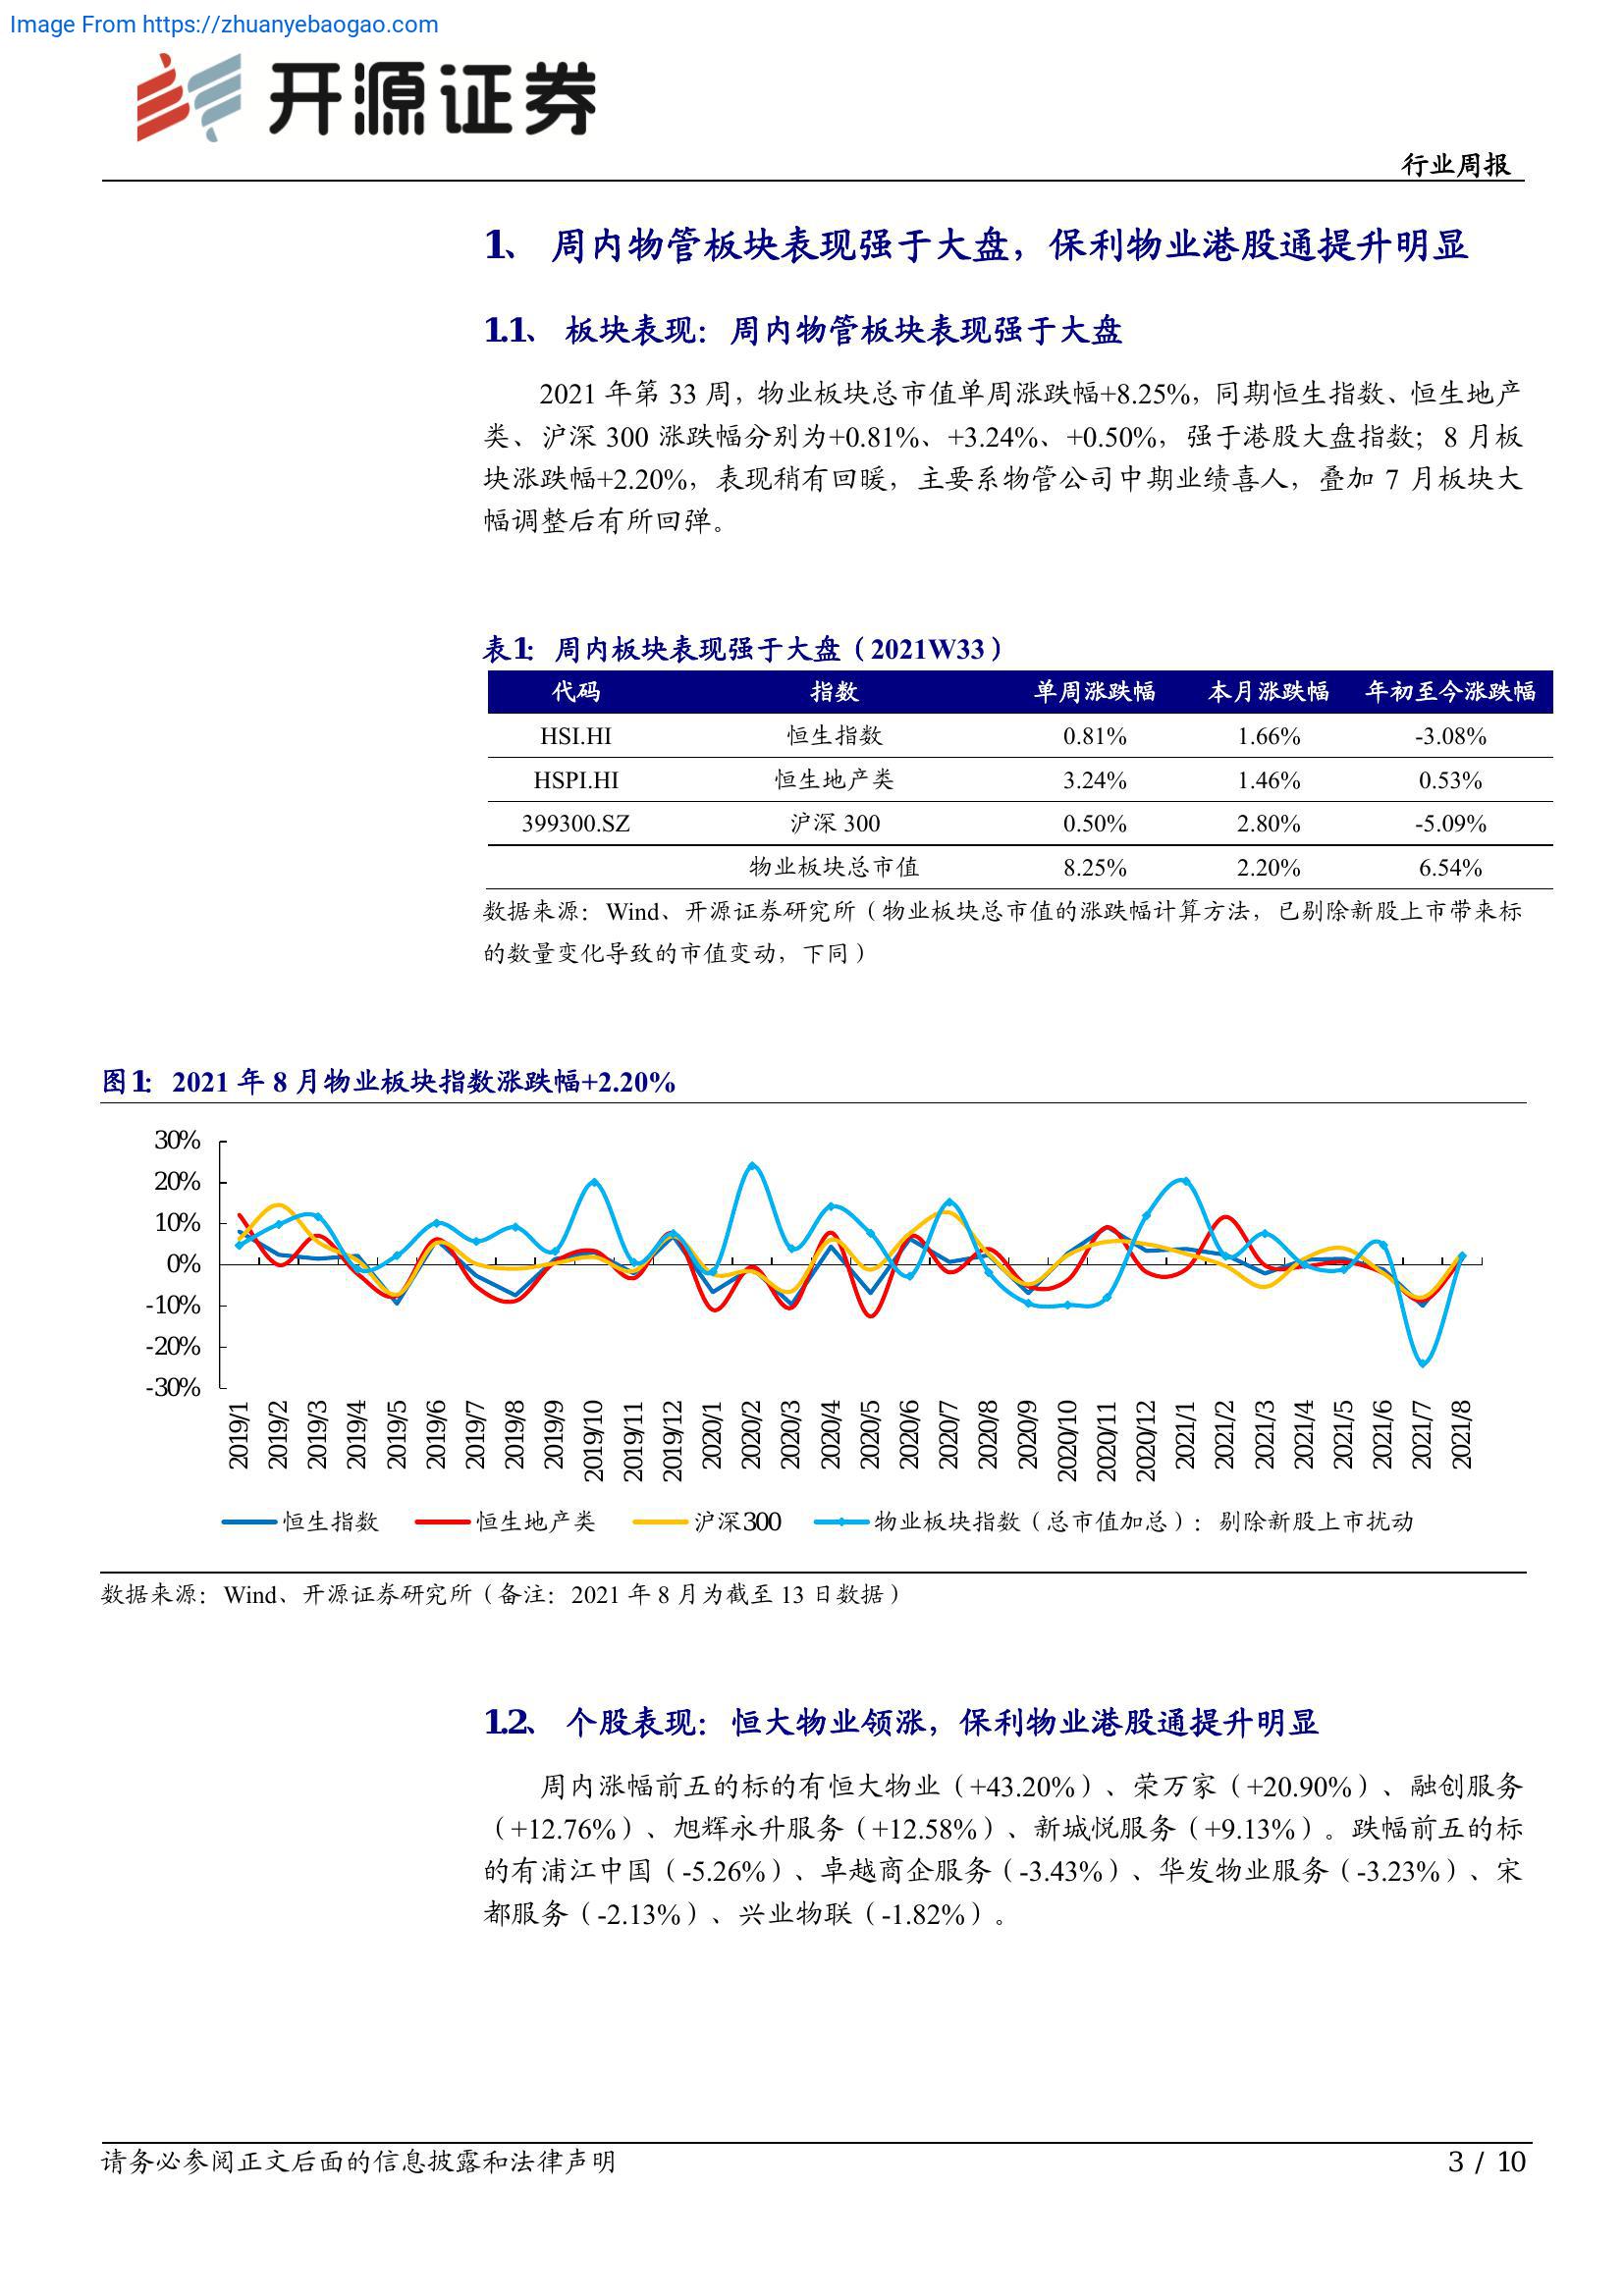 Image From https://zhuanyebaogao.com
开源证券
行业周报
1、 周内物管板块表现强于大盘，保利物业港股通提升明显
1.1、 板块表现：周内物管板块表现强于大盘
2021 年第 33 周，物业板块总市值单周涨跌幅+8.25%，同期恒生指数、恒生地产
类、沪深 300 涨跌幅分别为+0.81%、+3.24%、+0.50%，强于港股大盘指数；8 月板
块涨跌幅+2.20%，表现稍有回暖，主要系物管公司中期业绩喜人，叠加 7 月板块大
幅调整后有所回弹。
表1：周内板块表现强于大盘（2021W33）
代码 指数 单周涨跌幅 本月涨跌幅 年初至今涨跌幅
HSI.HI 恒生指数 0.81% 1.66% -3.08%
HSPI.HI 恒生地产类 3.24% 1.46% 0.53%
399300.SZ 沪深 300 0.50% 2.80% -5.09%
物业板块总市值 8.25% 2.20% 6.54%
数据来源：Wind、开源证券研究所（物业板块总市值的涨跌幅计算方法，已剔除新股上市带来标
的数量变化导致的市值变动，下同）
图1：2021 年 8 月物业板块指数涨跌幅+2.20%
30%
20%
10%
0%
-10%
-20%
-30%
2019/1 2019/2 2019/3 2019/4 2019/5 2019/6 2019/7 2019/8 2019/9 2019/10 2019/11 2019/12 2020/1 2020/2 2020/3 2020/4 2020/5 2020/6 2020/7 2020/8 2020/9 2020/10 2020/11 2020/12 2021/1 2021/2 2021/3 2021/4 2021/5 2021/6 2021/7 2021/8
恒生指数 恒生地产类 沪深300 物业板块指数（总市值加总）：剔除新股上市扰动
数据来源：Wind、开源证券研究所（备注：2021 年 8 月为截至 13 日数据）
1.2、 个股表现：恒大物业领涨，保利物业港股通提升明显
周内涨幅前五的标的有恒大物业（+43.20%）、荣万家（+20.90%）、融创服务
（+12.76%）、旭辉永升服务（+12.58%）、新城悦服务（+9.13%）。跌幅前五的标
的有浦江中国（-5.26%）、卓越商企服务（-3.43%）、华发物业服务（-3.23%）、宋
都服务（-2.13%）、兴业物联（-1.82%）。
请务必参阅正文后面的信息披露和法律声明
3 / 10